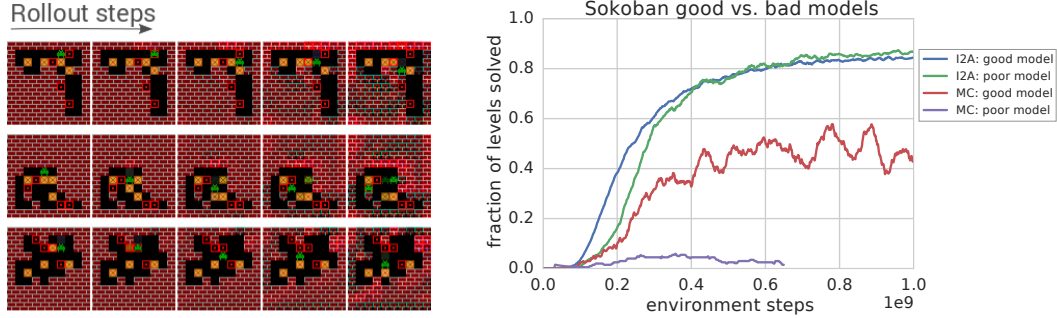 Rollout steps
Sokoban good vs. bad models
fraction of levels solved
1.0
0.8
0.6
0.4
0.2
0.0
0.0 0.2 0.4 0.6 0.8 1.0
1e9
environment steps
I2A: good model
I2A: poor model
MC: good model
MC: poor model